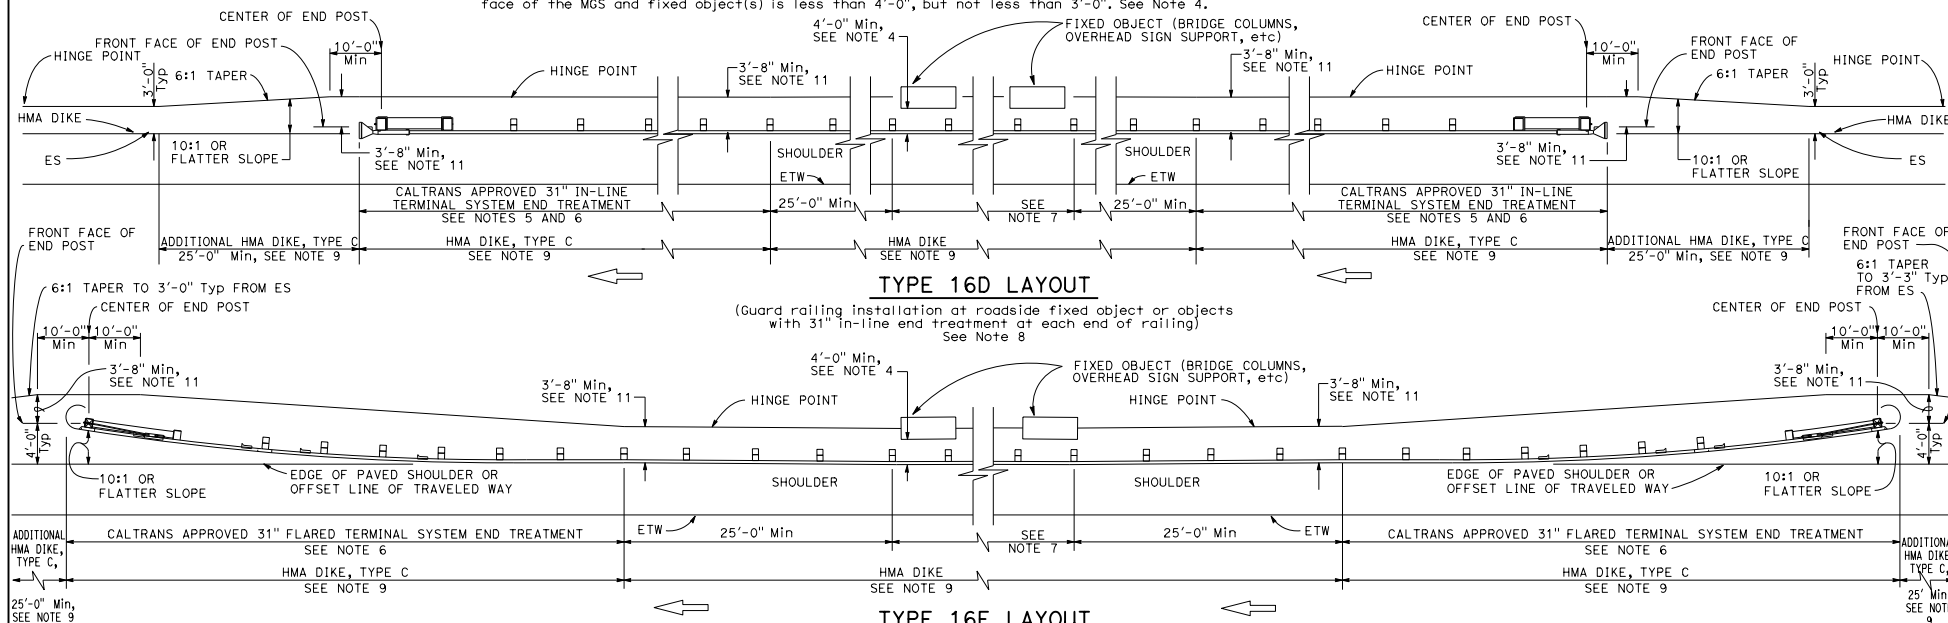 face of the MGS and fixed object(s) is less than 4'-0", but not less than 3'-0". See Note 4.
CENTER OF END POST
FRONT FACE OF END POST
HINGE POINT
10'-0"
Min
3'-0"
Typ
6:1 TAPER
HINGE POINT
3'-8" Min,
SEE NOTE 11
4'-0" Min,
SEE NOTE 4
FIXED OBJECT (BRIDGE COLUMNS,
OVERHEAD SIGN SUPPORT, etc)
3'-8" Min,
SEE NOTE 11
CENTER OF END POST
HINGE POINT
10'-0"
Min
FRONT FACE OF
END POST
6:1 TAPER
3'-0"
Typ
HINGE POINT
HMA DIKE
ES
10:1 OR
FLATTER SLOPE
3'-8" Min,
SEE NOTE 11
SHOULDER
ETW
SHOULDER
ETW
3'-8" Min,
SEE NOTE 11
10:1 OR
FLATTER SLOPE
HMA DIKE
ES
CALTRANS APPROVED 31" IN-LINE
TERMINAL SYSTEM END TREATMENT
SEE NOTES 5 AND 6
25'-0" Min
SEE
NOTE 7
25'-0" Min
CALTRANS APPROVED 31" IN-LINE
TERMINAL SYSTEM END TREATMENT
SEE NOTES 5 AND 6
ADDITIONAL HMA DIKE, TYPE C
25'-0" Min, SEE NOTE 9
HMA DIKE, TYPE C
SEE NOTE 9
HMA DIKE
SEE NOTE 9
HMA DIKE, TYPE C
SEE NOTE 9
ADDITIONAL HMA DIKE, TYPE C
25'-0" Min, SEE NOTE 9
TYPE 16D LAYOUT
(Guard railing installation at roadside fixed object or objects
with 31" in-line end treatment at each end of railing)
See Note 8
FRONT FACE OF
END POST
6:1 TAPER TO 3'-0" Typ FROM ES
CENTER OF END POST
10'-0"
Min
10'-0"
Min
3'-8" Min,
SEE NOTE 11
4'-0"
Typ
10:1 OR
FLATTER SLOPE
EDGE OF PAVED SHOULDER OR
OFFSET LINE OF TRAVELED WAY
3'-8" Min,
SEE NOTE 11
HINGE POINT
4'-0" Min,
SEE NOTE 4
FIXED OBJECT (BRIDGE COLUMNS,
OVERHEAD SIGN SUPPORT, etc)
HINGE POINT
3'-8" Min,
SEE NOTE 11
FRONT FACE OF
END POST
6:1 TAPER
TO 3'-3" Typ
FROM ES
CENTER OF END POST
10'-0"
Min
10'-0"
Min
3'-8" Min,
SEE NOTE 11
4'-0"
Typ
SHOULDER
SHOULDER
EDGE OF PAVED SHOULDER OR
OFFSET LINE OF TRAVELED WAY
10:1 OR
FLATTER SLOPE
ADDITIONAL
HMA DIKE,
TYPE C,
25'-0" Min,
SEE NOTE 9
CALTRANS APPROVED 31" FLARED TERMINAL SYSTEM END TREATMENT
SEE NOTE 6
ETW
25'-0" Min
SEE
NOTE 7
25'-0" Min
ETW
CALTRANS APPROVED 31" FLARED TERMINAL SYSTEM END TREATMENT
SEE NOTE 6
HMA DIKE, TYPE C
SEE NOTE 9
HMA DIKE
SEE NOTE 9
HMA DIKE, TYPE C
SEE NOTE 9
HMA DIKE
TYPE C,
25' Min
SEE
9
TYPE 16E LAYOUT